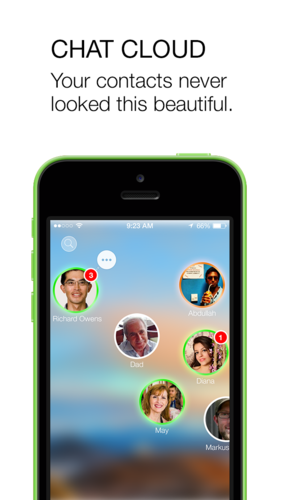 CHAT CLOUD
Your contacts never
looked this beautiful.
9:22 AM
96%
3
Richard Owens
Abdullah
Dad
1
Diana
May
Markus